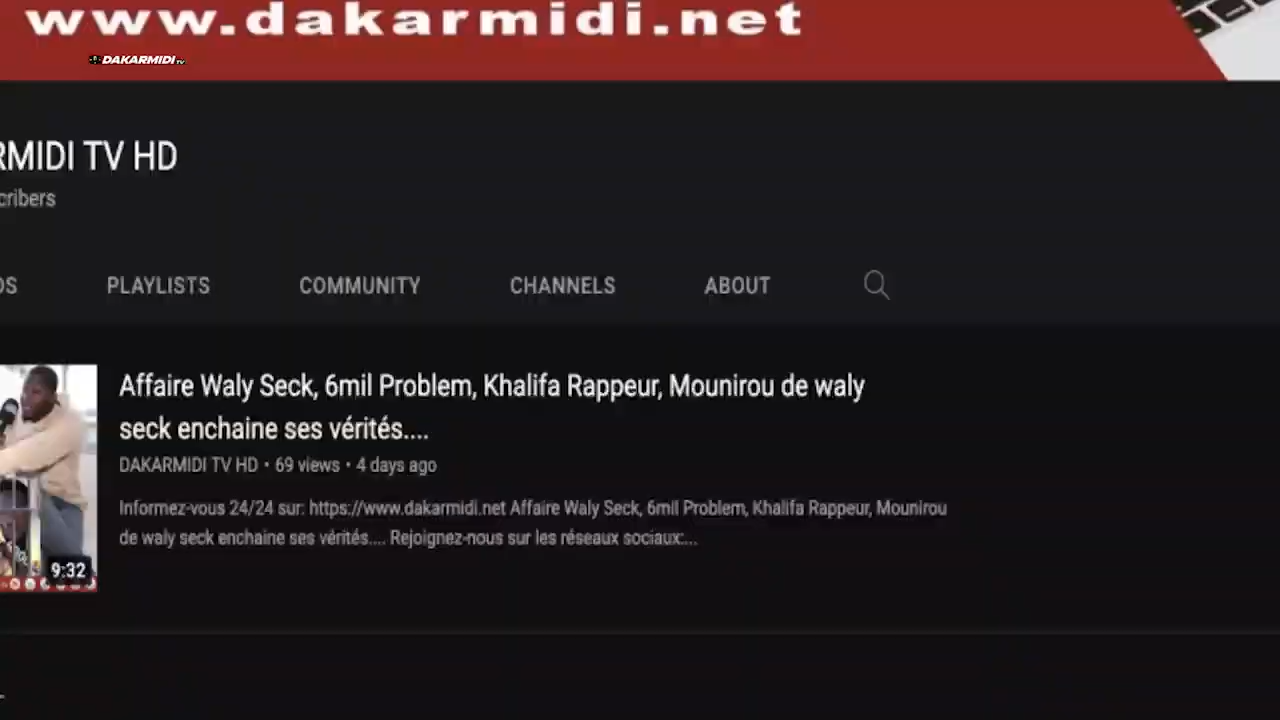 www.dakarmidi.net
DAKARMIDI TV
RMIDI TV HD
cribers
OS
PLAYLISTS
COMMUNITY
CHANNELS
ABOUT
Affaire Waly Seck, 6mil Problem, Khalifa Rappeur, Mounirou de waly
seck enchaine ses vérités....
DAKARMIDI TV HD • 69 views • 4 days ago
Informez-vous 24/24 sur: https://www.dakarmidi.net Affaire Waly Seck, 6mil Problem, Khalifa Rappeur, Mounirou
de waly seck enchaine ses vérités.... Rejoignez-nous sur les réseaux sociaux:...
9:32